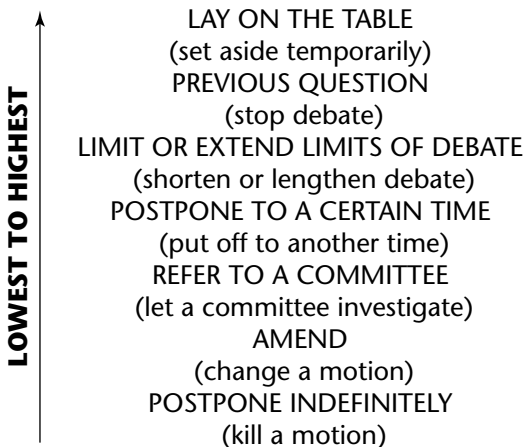 LOWEST TO HIGHEST
LAY ON THE TABLE
(set aside temporarily)
PREVIOUS QUESTION
(stop debate)
LIMIT OR EXTEND LIMITS OF DEBATE
(shorten or lengthen debate)
POSTPONE TO A CERTAIN TIME
(put off to another time)
REFER TO A COMMITTEE
(let a committee investigate)
AMEND
(change a motion)
POSTPONE INDEFINITELY
(kill a motion)